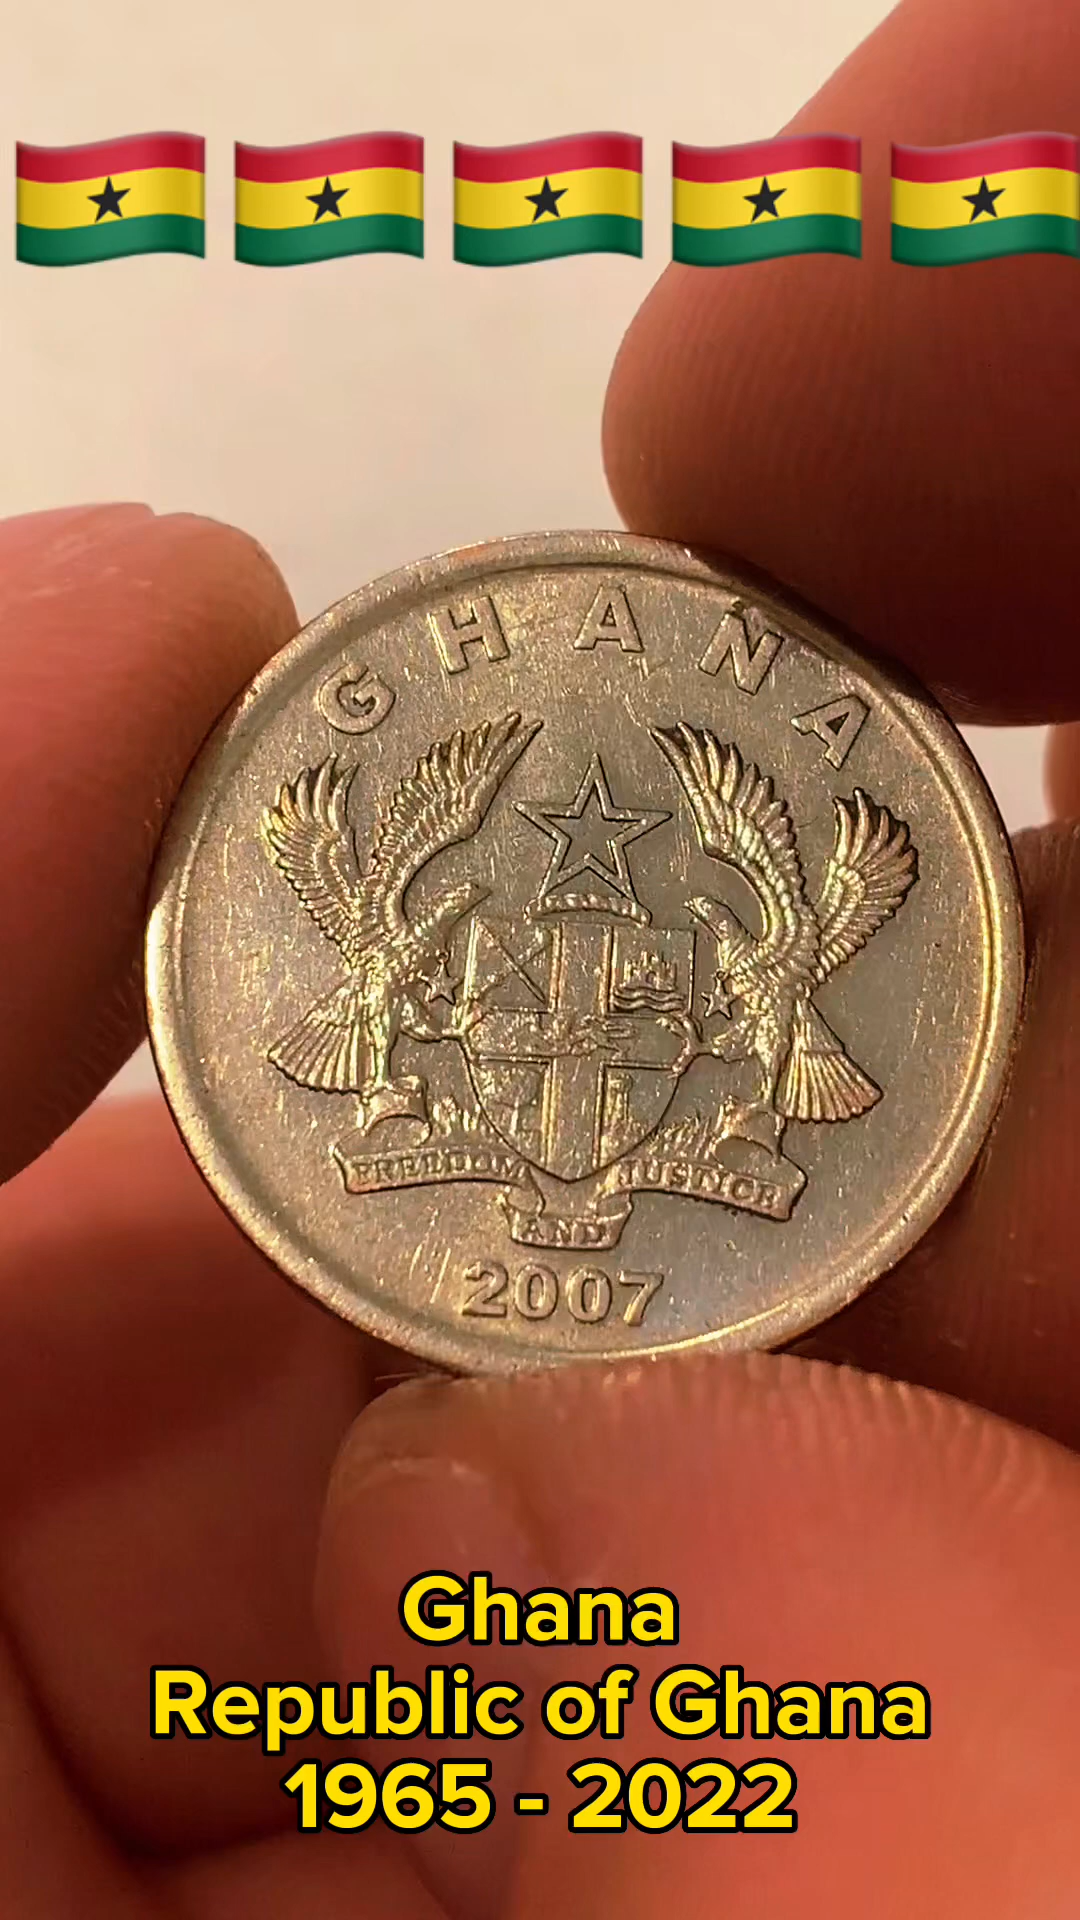 GHANA
FREEDOM JUSTICE
AND
2007
Ghana
Republic of Ghana
1965 - 2022